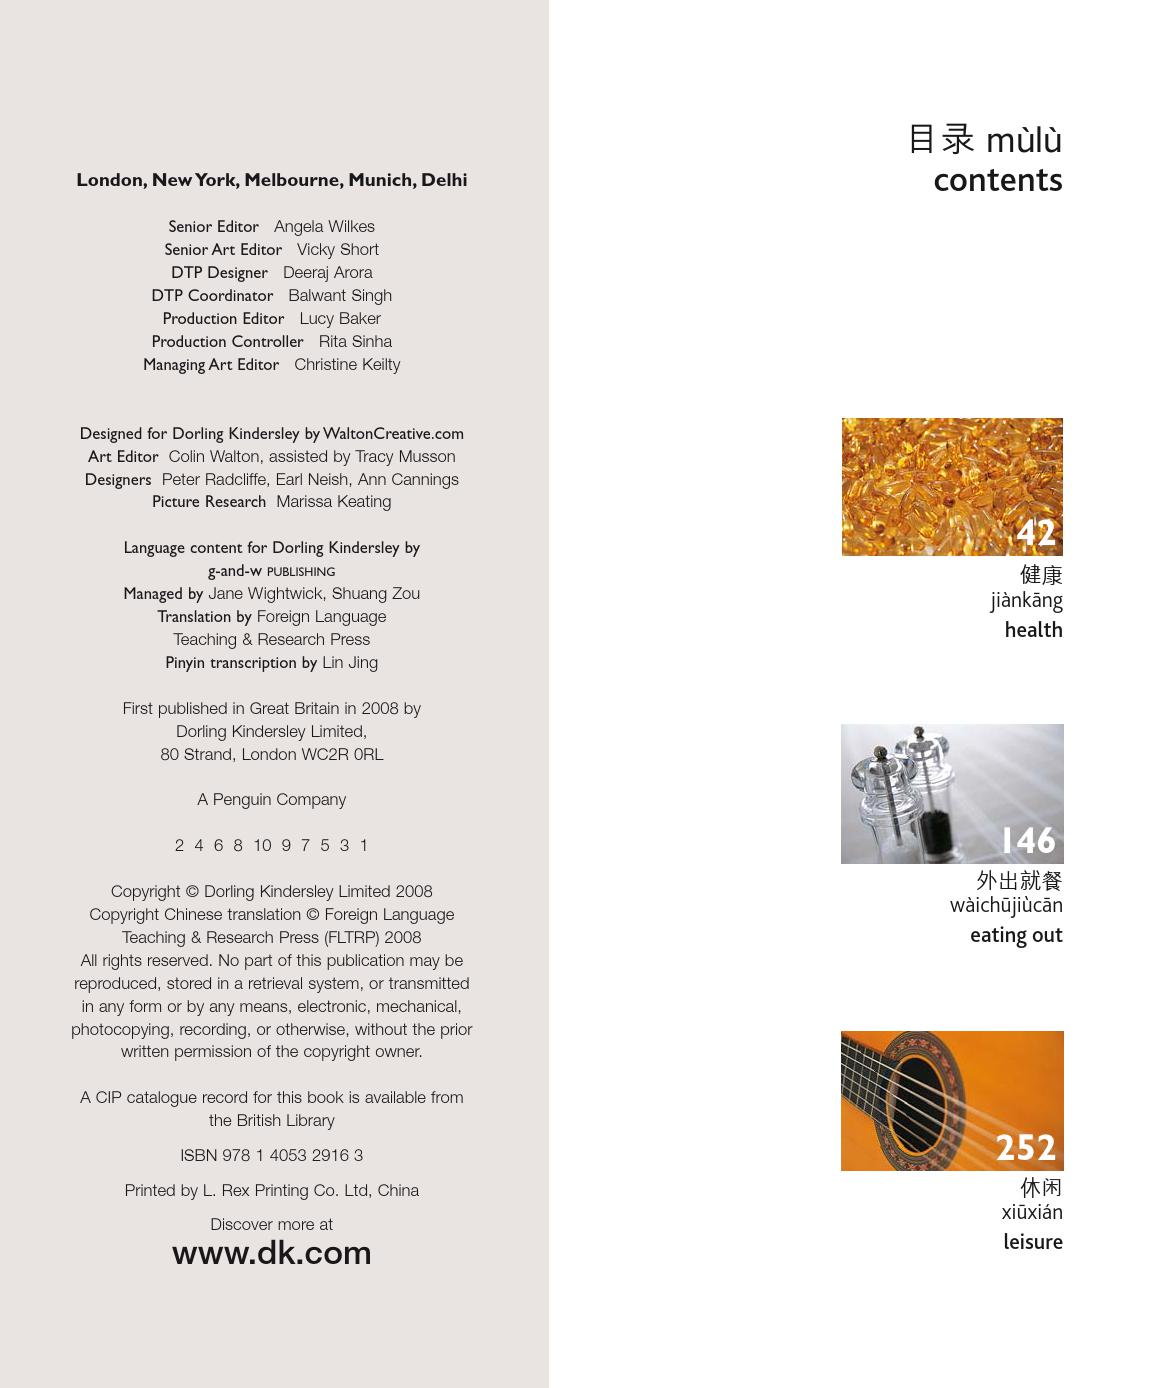 London, New York, Melbourne, Munich, Delhi
Senior Editor Angela Wilkes
Senior Art Editor Vicky Short
DTP Designer Deeraj Arora
DTP Coordinator Balwant Singh
Production Editor Lucy Baker
Production Controller Rita Sinha
Managing Art Editor Christine Keilty
Designed for Dorling Kindersley by WaltonCreative.com
Art Editor Colin Walton, assisted by Tracy Musson
Designers Peter Radcliffe, Earl Neish, Ann Cannings
Picture Research Marissa Keating
Language content for Dorling Kindersley by
g-and-w PUBLISHING
Managed by Jane Wightwick, Shuang Zou
Translation by Foreign Language
Teaching & Research Press
Pinyin transcription by Lin Jing
First published in Great Britain in 2008 by
Dorling Kindersley Limited,
80 Strand, London WC2R 0RL
A Penguin Company
2 4 6 8 10 9 7 5 3 1
Copyright © Dorling Kindersley Limited 2008
Copyright Chinese translation © Foreign Language
Teaching & Research Press (FLTRP) 2008
All rights reserved. No part of this publication may be
reproduced, stored in a retrieval system, or transmitted
in any form or by any means, electronic, mechanical,
photocopying, recording, or otherwise, without the prior
written permission of the copyright owner.
A CIP catalogue record for this book is available from
the British Library
ISBN 978 1 4053 2916 3
Printed by L. Rex Printing Co. Ltd, China
Discover more at
www.dk.com
目录 mùlù
contents
42
健康
jiànkāng
health
146
外出就餐
wàichūjiùcān
eating out
252
休闲
xiūxián
leisure